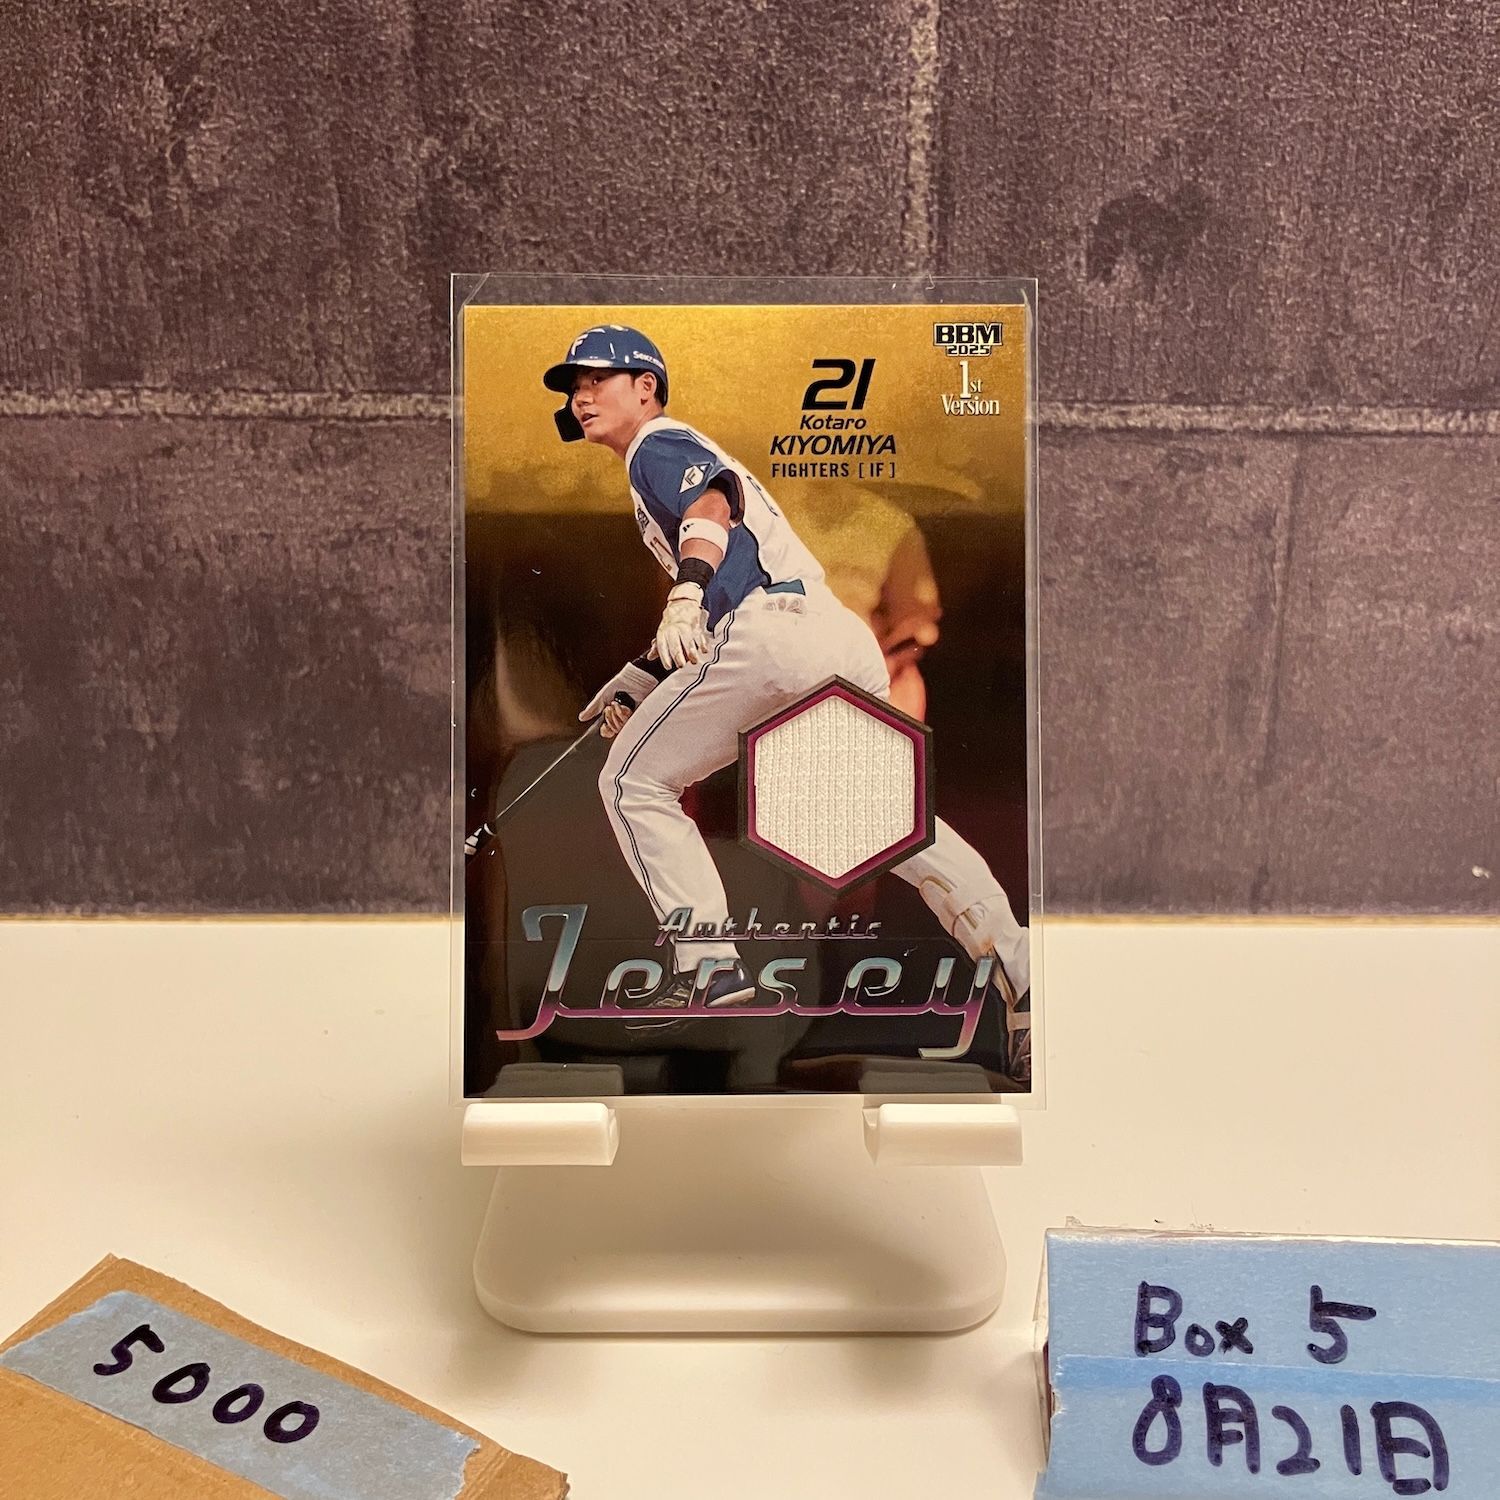 BBM
2025
1st
Version
21
Kotaro
KIYOMIYA
FIGHTERS [IF]
F
F
Authentic
Jersey
5000
Box 5
8月21日